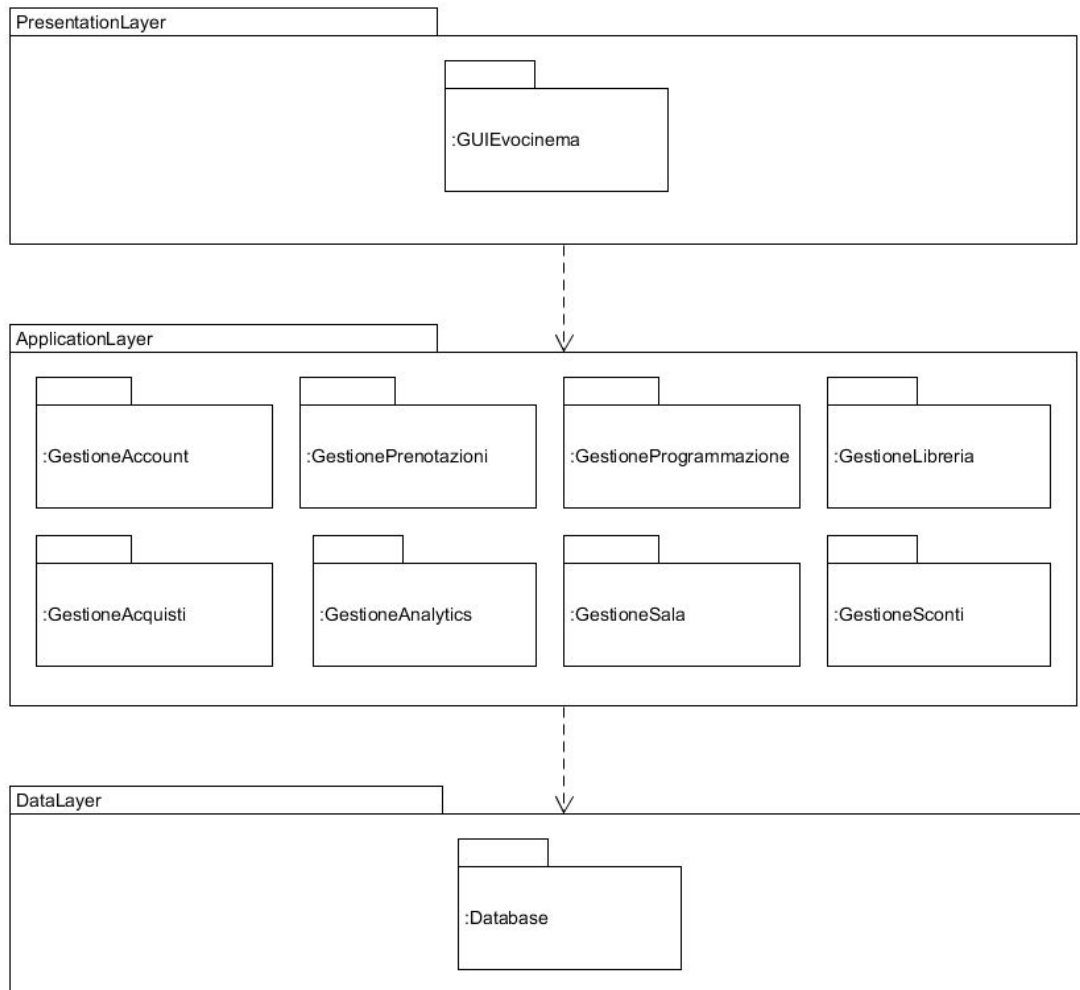 PresentationLayer
:GUIEvocinema
ApplicationLayer
:GestioneAccount
:GestionePrenotazioni
:GestioneProgrammazione
:GestioneLibreria
:GestioneAcquisti
:GestioneAnalytics
:GestioneSala
:GestioneSconti
DataLayer
:Database